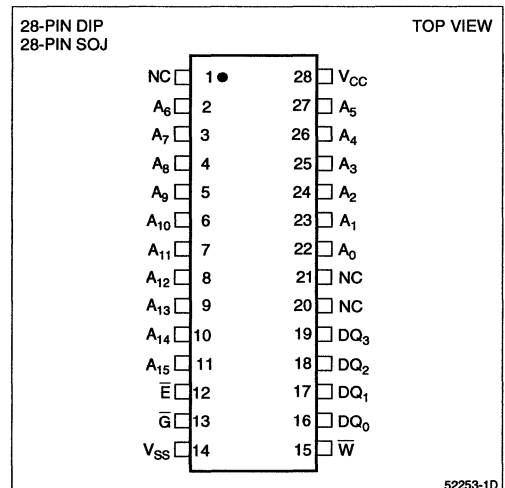 28-PIN DIP TOP VIEW
28-PIN SOJ
NC 1 28 VCC
A6 2 27 A5
A7 3 26 A4
A8 4 25 A3
A9 5 24 A2
A10 6 23 A1
A11 7 22 A0
A12 8 21 NC
A13 9 20 NC
A14 10 19 DQ3
A15 11 18 DQ2
E̅ 12 17 DQ1
G̅ 13 16 DQ0
VSS 14 15 W̅
52253-1D